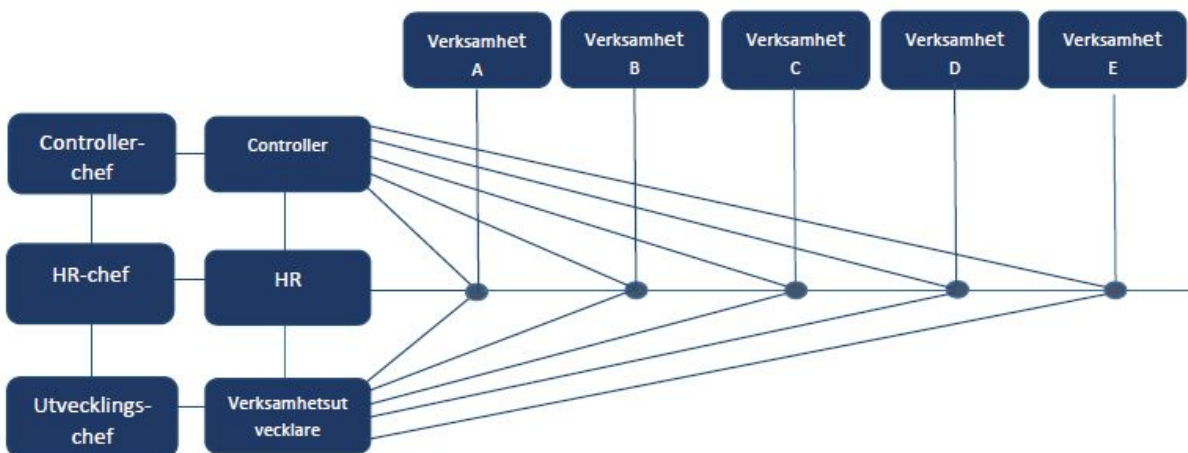 Verksamhet
A
Verksamhet
B
Verksamhet
C
Verksamhet
D
Verksamhet
E
Controller-
chef
Controller
HR-chef
HR
Utvecklings-
chef
Verksamhetsut
vecklare